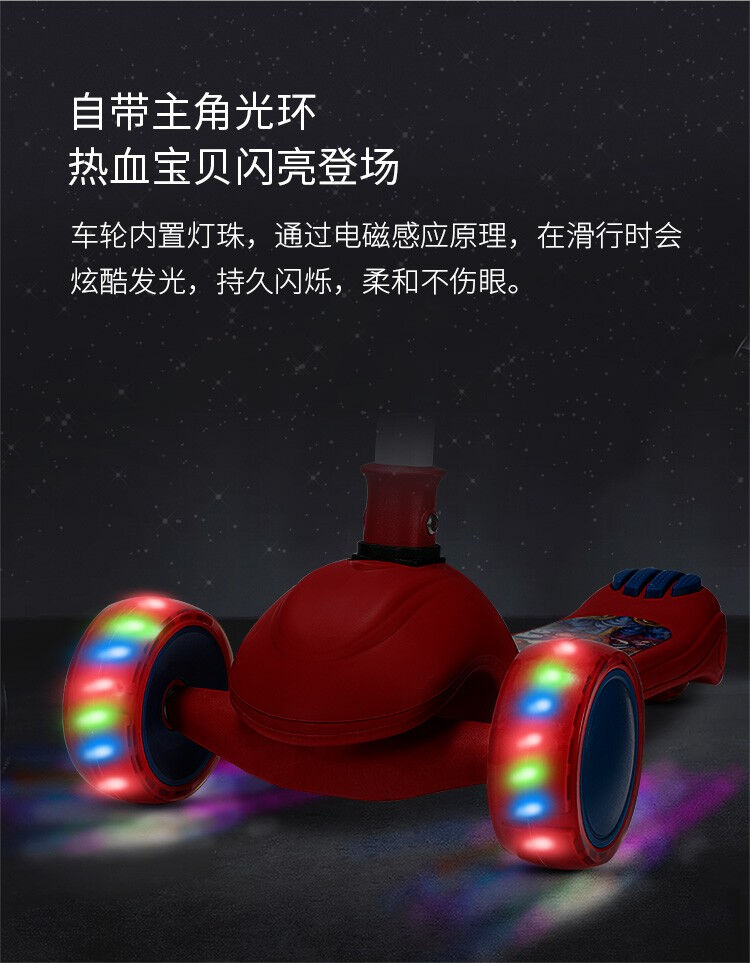 自带主角光环
热血宝贝闪亮登场
车轮内置灯珠，通过电磁感应原理，在滑行时会
炫酷发光，持久闪烁，柔和不伤眼。